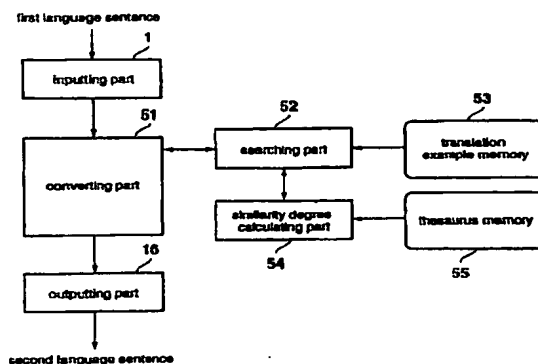 first language sentence
1
inputting part
51
converting part
52
searching part
53
translation
example memory
similarity degree
calculating part
54
thesaurus memory
55
16
outputting part
second language sentence